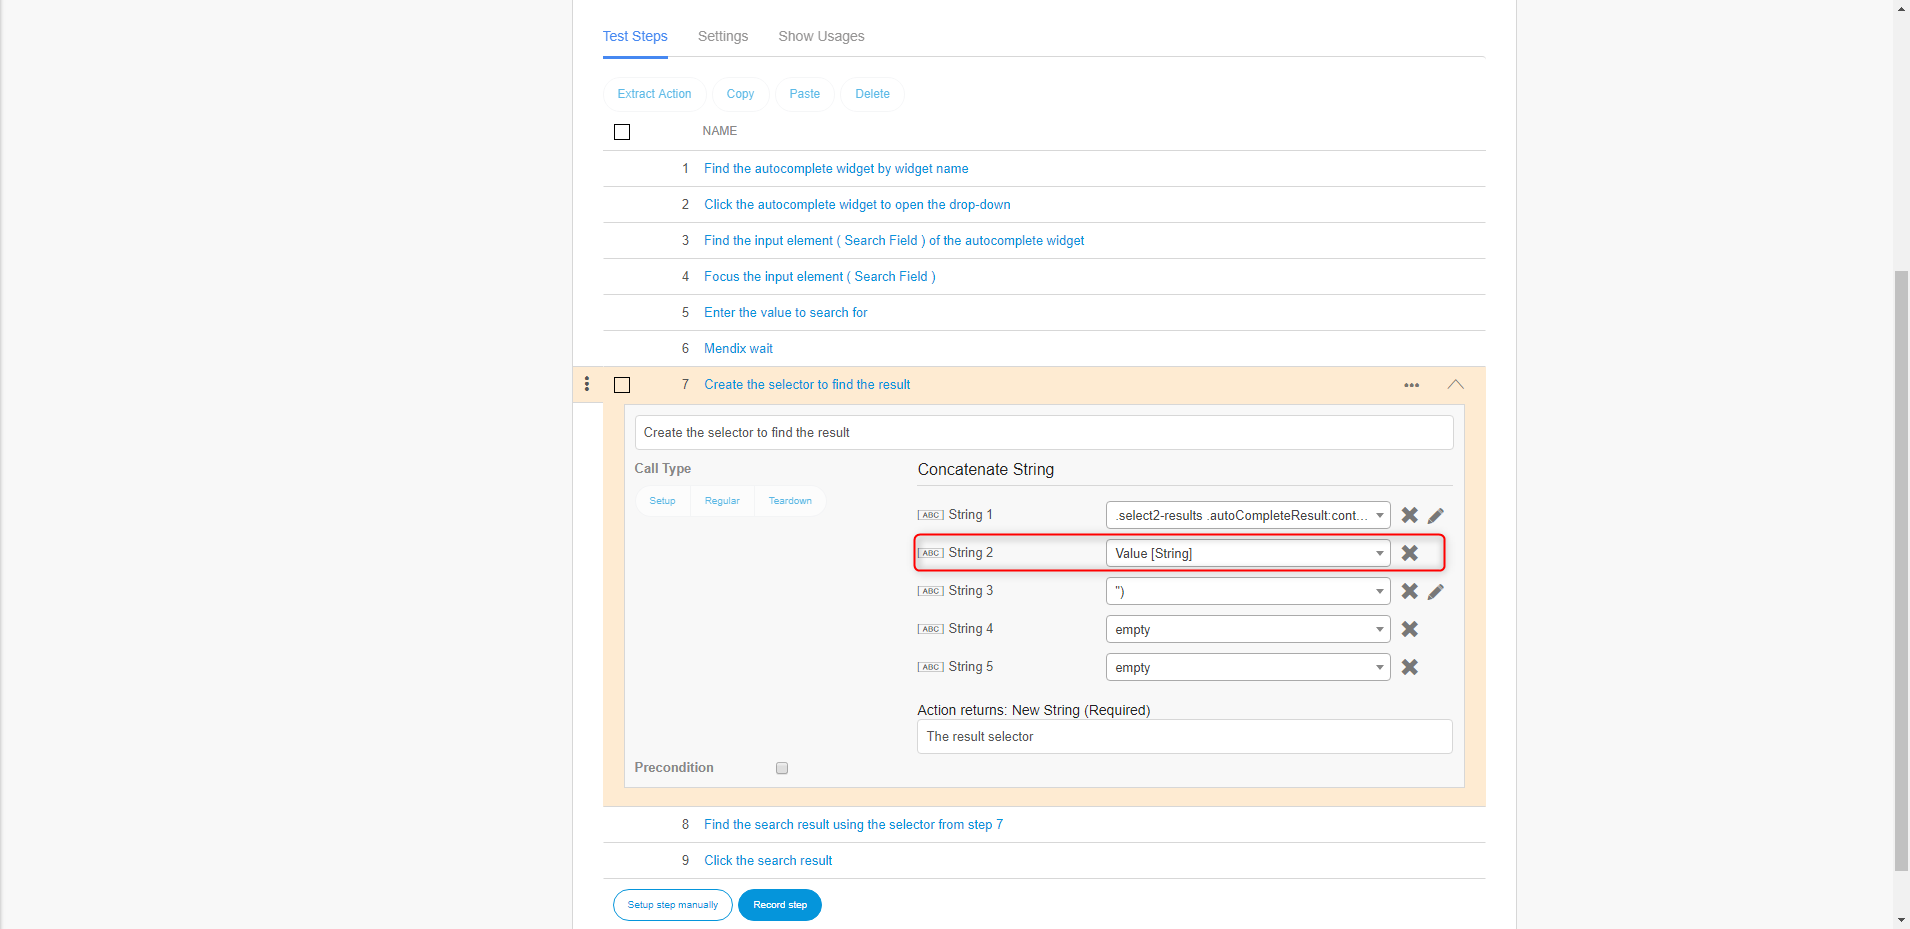 Test Steps Settings Show Usages
Extract Action Copy Paste Delete
NAME
1 Find the autocomplete widget by widget name
2 Click the autocomplete widget to open the drop-down
3 Find the input element ( Search Field ) of the autocomplete widget
4 Focus the input element ( Search Field )
5 Enter the value to search for
6 Mendix wait
7 Create the selector to find the result
Create the selector to find the result
Call Type
Setup Regular Teardown
Concatenate String
ABC String 1 .select2-results .autoCompleteResult:cont...
ABC String 2 Value [String]
ABC String 3 ")
ABC String 4 empty
ABC String 5 empty
Action returns: New String (Required)
The result selector
Precondition
8 Find the search result using the selector from step 7
9 Click the search result
Setup step manually Record step